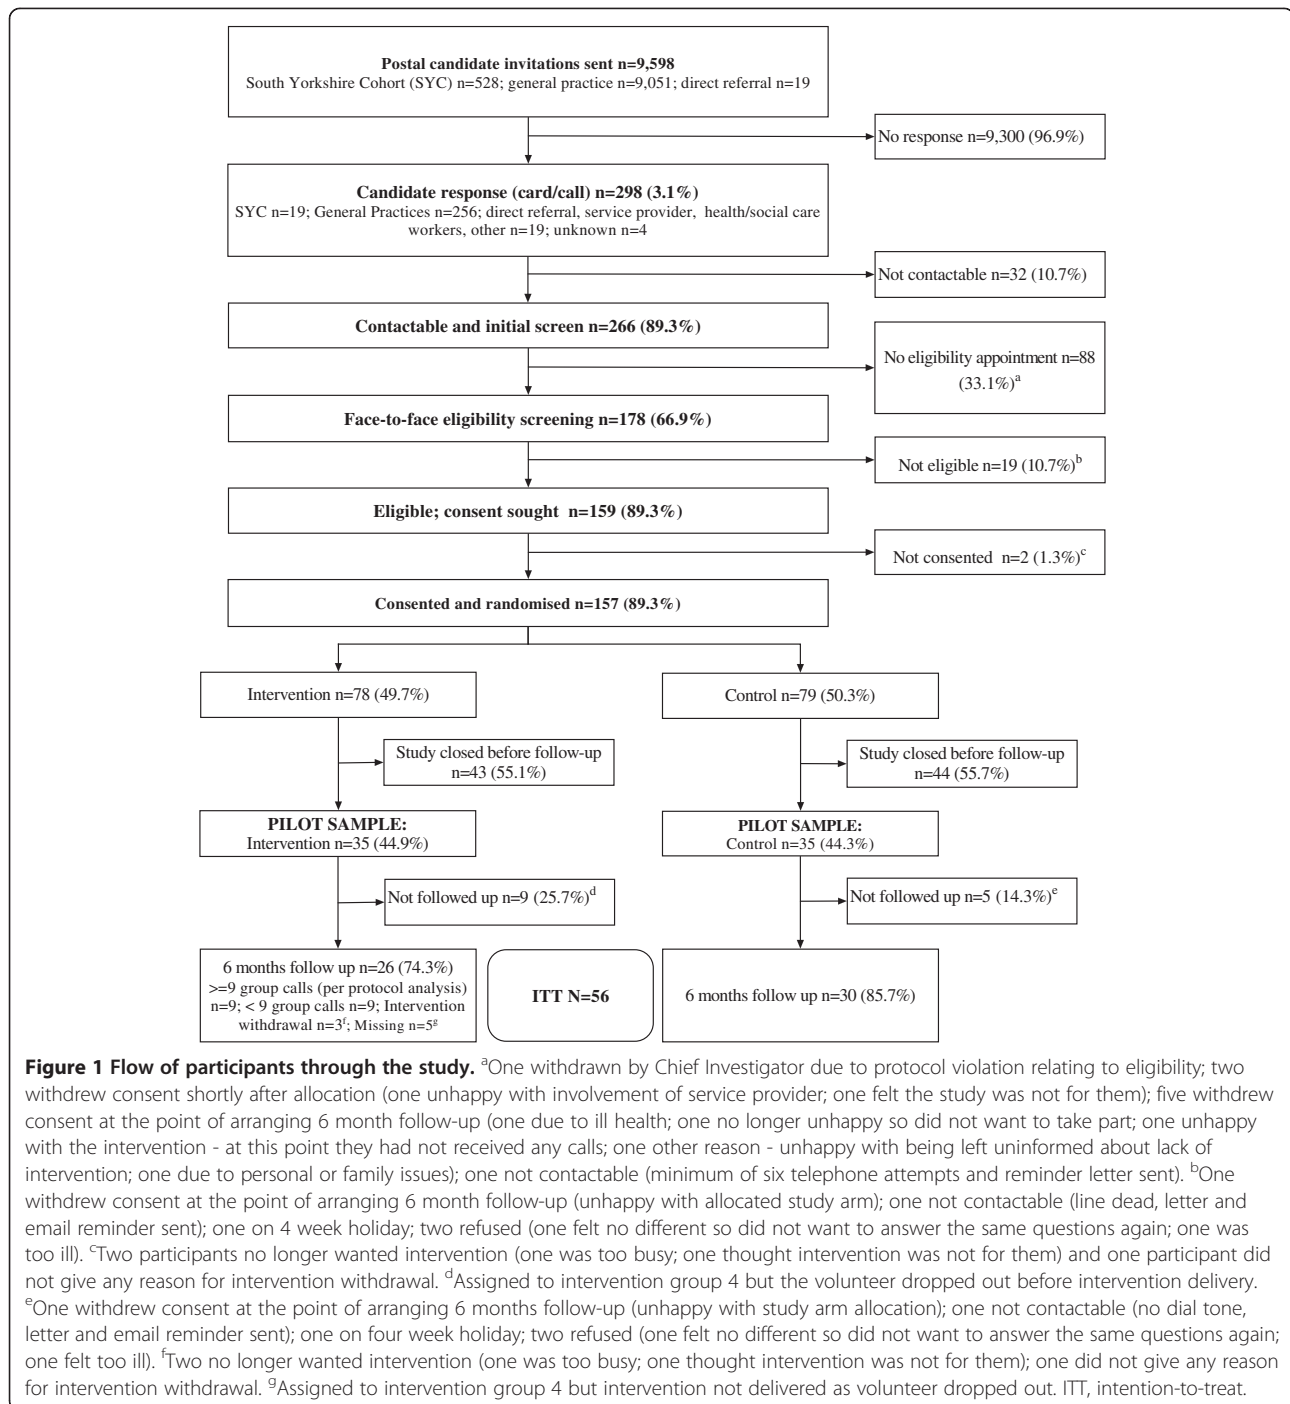 Postal candidate invitations sent n=9,598
South Yorkshire Cohort (SYC) n=528; general practice n=9,051; direct referral n=19
No response n=9,300 (96.9%)
Candidate response (card/call) n=298 (3.1%)
SYC n=19; General Practices n=256; direct referral, service provider, health/social care
workers, other n=19; unknown n=4
Not contactable n=32 (10.7%)
Contactable and initial screen n=266 (89.3%)
No eligibility appointment n=88
(33.1%)a
Face-to-face eligibility screening n=178 (66.9%)
Not eligible n=19 (10.7%)b
Eligible; consent sought n=159 (89.3%)
Not consented n=2 (1.3%)c
Consented and randomised n=157 (89.3%)
Intervention n=78 (49.7%)
Control n=79 (50.3%)
Study closed before follow-up
n=43 (55.1%)
Study closed before follow-up
n=44 (55.7%)
PILOT SAMPLE:
Intervention n=35 (44.9%)
PILOT SAMPLE:
Control n=35 (44.3%)
Not followed up n=9 (25.7%)d
Not followed up n=5 (14.3%)e
6 months follow up n=26 (74.3%)
>=9 group calls (per protocol analysis)
n=9; < 9 group calls n=9; Intervention
withdrawal n=3f; Missing n=5g
ITT N=56
6 months follow up n=30 (85.7%)
Figure 1 Flow of participants through the study. aOne withdrawn by Chief Investigator due to protocol violation relating to eligibility; two
withdrew consent shortly after allocation (one unhappy with involvement of service provider; one felt the study was not for them); five withdrew
consent at the point of arranging 6 month follow-up (one due to ill health; one no longer unhappy so did not want to take part; one unhappy
with the intervention - at this point they had not received any calls; one other reason - unhappy with being left uninformed about lack of
intervention; one due to personal or family issues); one not contactable (minimum of six telephone attempts and reminder letter sent). bOne
withdrew consent at the point of arranging 6 month follow-up (unhappy with allocated study arm); one not contactable (line dead, letter and
email reminder sent); one on 4 week holiday; two refused (one felt no different so did not want to answer the same questions again; one was
too ill). cTwo participants no longer wanted intervention (one was too busy; one thought intervention was not for them) and one participant did
not give any reason for intervention withdrawal. dAssigned to intervention group 4 but the volunteer dropped out before intervention delivery.
eOne withdrew consent at the point of arranging 6 months follow-up (unhappy with study arm allocation); one not contactable (no dial tone,
letter and email reminder sent); one on four week holiday; two refused (one felt no different so did not want to answer the same questions again;
one felt too ill). fTwo no longer wanted intervention (one was too busy; one thought intervention was not for them); one did not give any reason
for intervention withdrawal. gAssigned to intervention group 4 but intervention not delivered as volunteer dropped out. ITT, intention-to-treat.